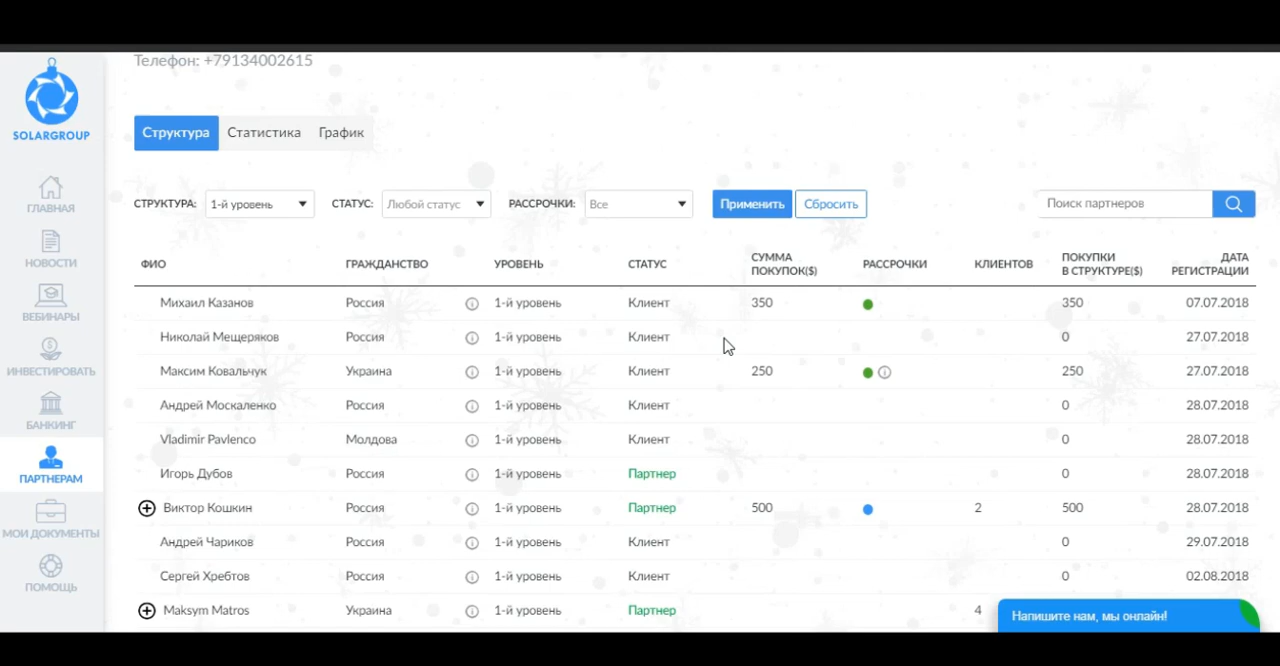 Телефон: +79134002615
SOLARGROUP
ГЛАВНАЯ
НОВОСТИ
ВЕБИНАРЫ
ИНВЕСТИРОВАТЬ
БАНКИНГ
ПАРТНЕРАМ
МОИ ДОКУМЕНТЫ
ПОМОЩЬ
Структура Статистика График
СТРУКТУРА: 1-й уровень СТАТУС: Любой статус РАССРОЧКИ: Все Применить Сбросить Поиск партнеров
ФИО ГРАЖДАНСТВО УРОВЕНЬ СТАТУС СУММА ПОКУПОК($) РАССРОЧКИ КЛИЕНТОВ ПОКУПКИ В СТРУКТУРЕ($) ДАТА РЕГИСТРАЦИИ
Михаил Казанов Россия 1-й уровень Клиент 350 350 07.07.2018
Николай Мещеряков Россия 1-й уровень Клиент 0 27.07.2018
Максим Ковальчук Украина 1-й уровень Клиент 250 250 27.07.2018
Андрей Москаленко Россия 1-й уровень Клиент 0 28.07.2018
Vladimir Pavlenco Молдова 1-й уровень Клиент 0 28.07.2018
Игорь Дубов Россия 1-й уровень Партнер 0 28.07.2018
Виктор Кошкин Россия 1-й уровень Партнер 500 2 500 28.07.2018
Андрей Чариков Россия 1-й уровень Клиент 0 29.07.2018
Сергей Хребтов Россия 1-й уровень Клиент 0 02.08.2018
Maksym Matros Украина 1-й уровень Партнер 4
Напишите нам, мы онлайн!